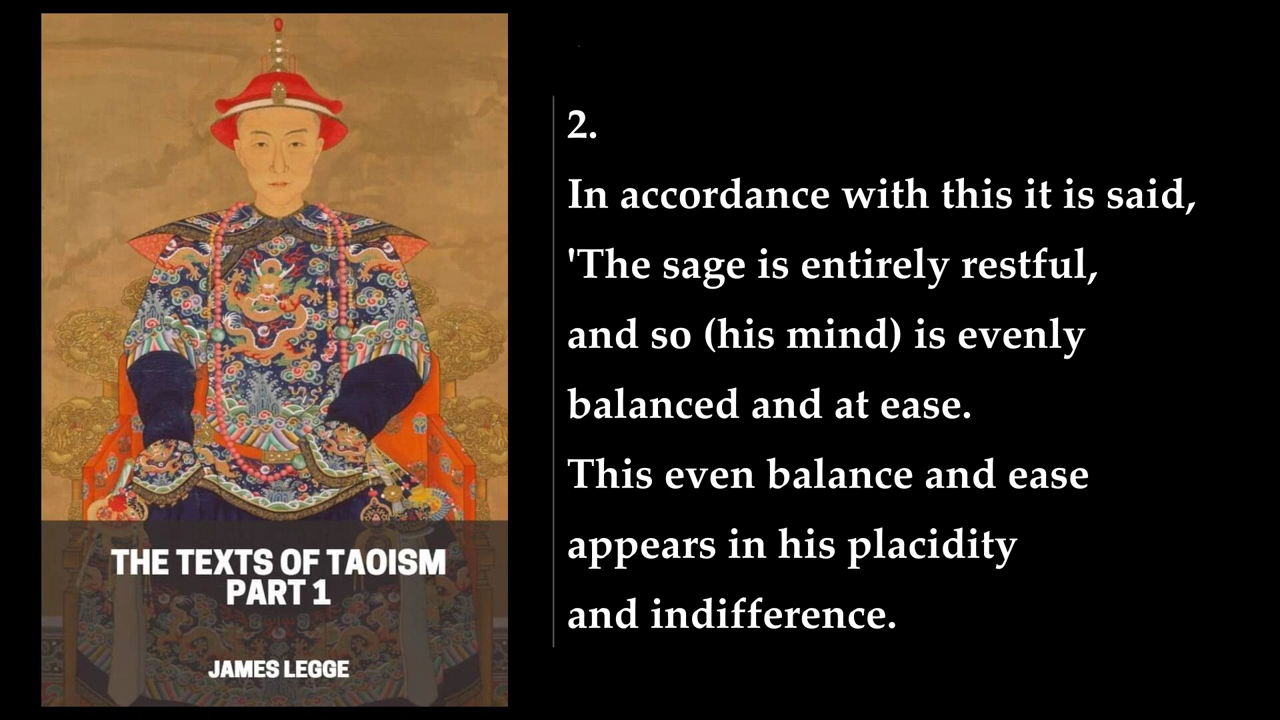 THE TEXTS OF TAOISM
PART 1
JAMES LEGGE
2.
In accordance with this it is said,
'The sage is entirely restful,
and so (his mind) is evenly
balanced and at ease.
This even balance and ease
appears in his placidity
and indifference.